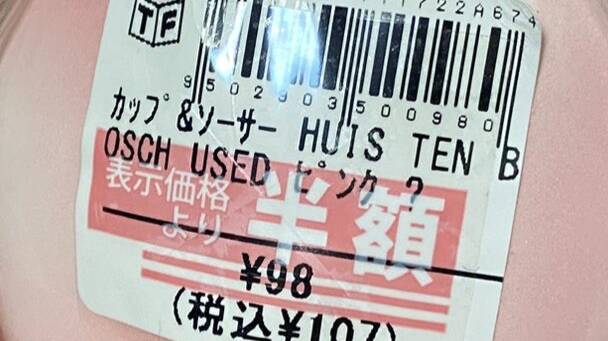 TF
1722A674
9502903500980
ｶｯﾌﾟ&ｿｰｻｰ HUIS TEN B
OSCH USED ﾋﾟﾝｸ ?
表示価格
より
半額
¥98
(税込¥107)